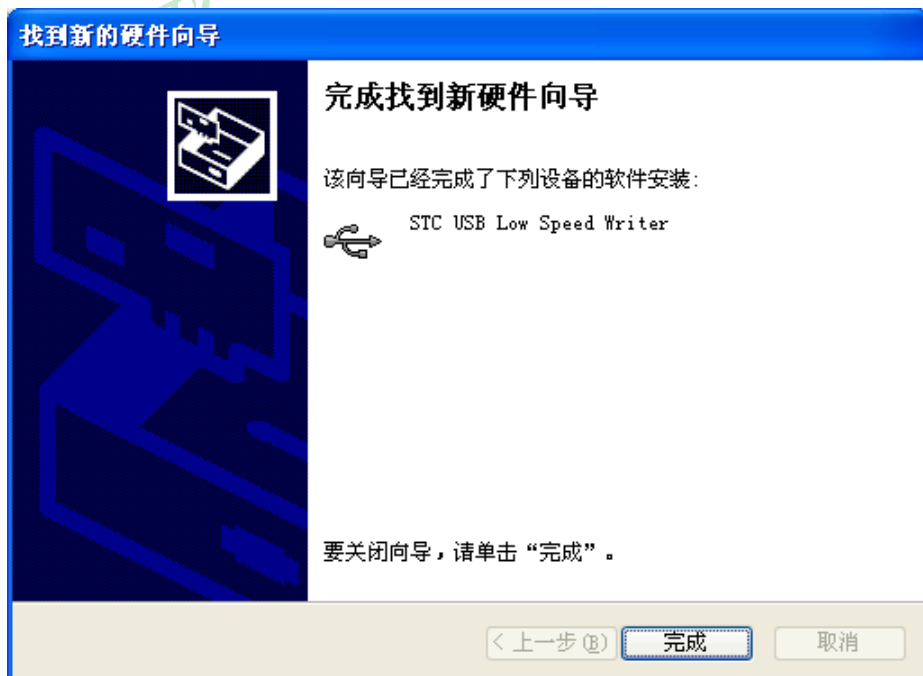 找到新的硬件向导
完成找到新硬件向导
该向导已经完成了下列设备的软件安装:
STC USB Low Speed Writer
要关闭向导，请单击“完成”。
< 上一步(B)
完成
取消